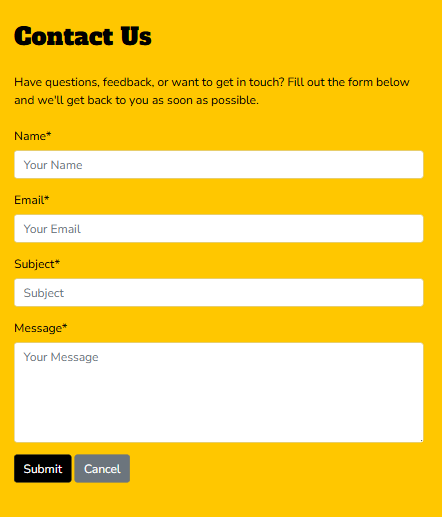 Contact Us
Have questions, feedback, or want to get in touch? Fill out the form below
and we'll get back to you as soon as possible.
Name*
Your Name
Email*
Your Email
Subject*
Subject
Message*
Your Message
Submit Cancel